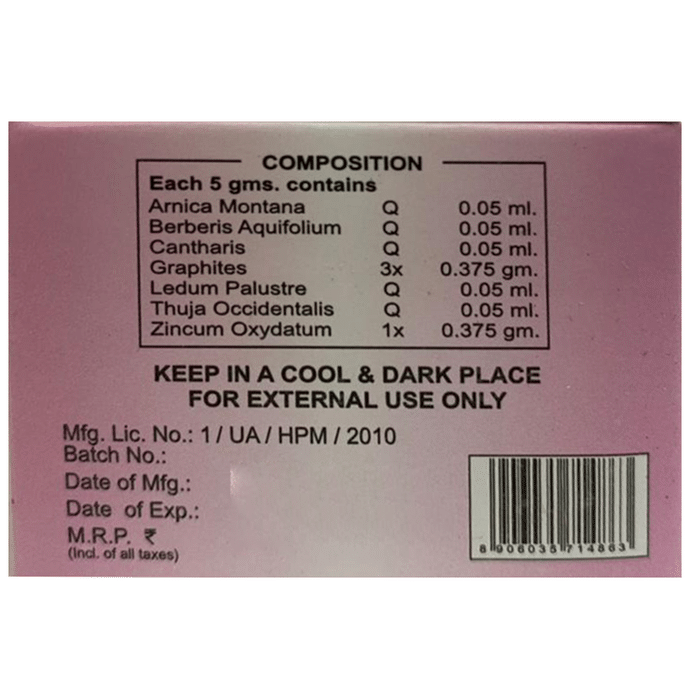 COMPOSITION
Each 5 gms. contains
Arnica Montana Q 0.05 ml.
Berberis Aquifolium Q 0.05 ml.
Cantharis Q 0.05 ml.
Graphites 3x 0.375 gm.
Ledum Palustre Q 0.05 ml.
Thuja Occidentalis Q 0.05 ml.
Zincum Oxydatum 1x 0.375 gm.
KEEP IN A COOL & DARK PLACE
FOR EXTERNAL USE ONLY
Mfg. Lic. No.: 1 / UA / HPM / 2010
Batch No.:
Date of Mfg.:
Date of Exp.:
M.R.P. ₹
(Incl. of all taxes)
8 906035 714863